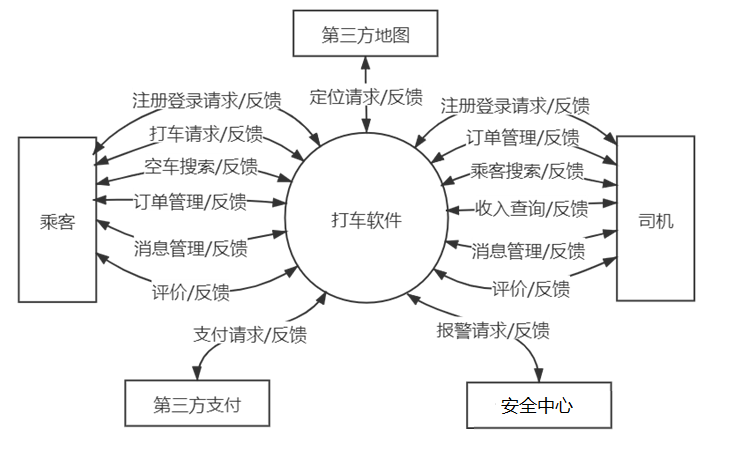 第三方地图
定位请求/反馈
注册登录请求/反馈
打车请求/反馈
空车搜索/反馈
订单管理/反馈
消息管理/反馈
评价/反馈
乘客
打车软件
注册登录请求/反馈
订单管理/反馈
乘客搜索/反馈
收入查询/反馈
消息管理/反馈
评价/反馈
司机
支付请求/反馈
报警请求/反馈
第三方支付
安全中心